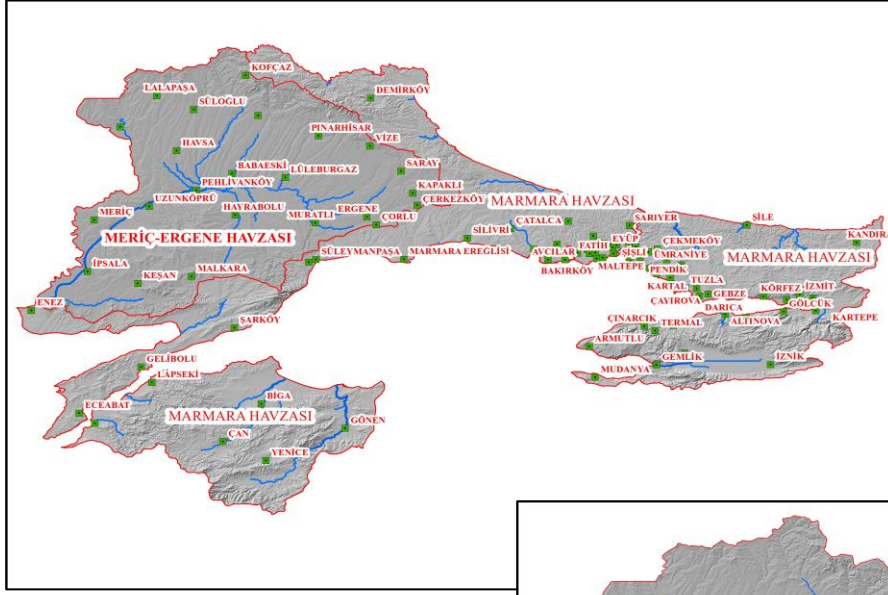 KOFÇAZ
LALAPAŞA
DEMİRKÖY
SÜLOĞLU
PINARHİSAR
VİZE
HAVSA
BABAESKİ
LÜLEBURGAZ
SARAY
PEHLİVANKÖY
KAPAKLI
UZUNKÖPRÜ
ÇERKEZKÖY
MARMARA HAVZASI
MERİÇ
HAYRABOLU
MURATLI
ERGENE
ÇORLU
SİLİVRİ
ÇATALCA
SARIYER
ŞİLE
KANDIRA
MERİÇ-ERGENE HAVZASI
SÜLEYMANPAŞA
MARMARA EREĞLİSİ
AVCILAR
FATİH
EYÜP
ŞİŞLİ
ÇEKMEKÖY
ÜMRANİYE
MARMARA HAVZASI
BAKIRKÖY
MALTEPE
PENDİK
İPSALA
KEŞAN
MALKARA
KARTAL
TUZLA
ÇAYIROVA
GEBZE
KÖRFEZ
İZMİT
ENEZ
DARICA
GÖLCÜK
ŞARKÖY
ÇINARCIK
TERMAL
ALTINOVA
KARTEPE
ARMUTLU
GELİBOLU
GEMLİK
İZNİK
LAPSEKİ
MUDANYA
ECEABAT
BİGA
MARMARA HAVZASI
GÖNEN
ÇAN
YENİCE